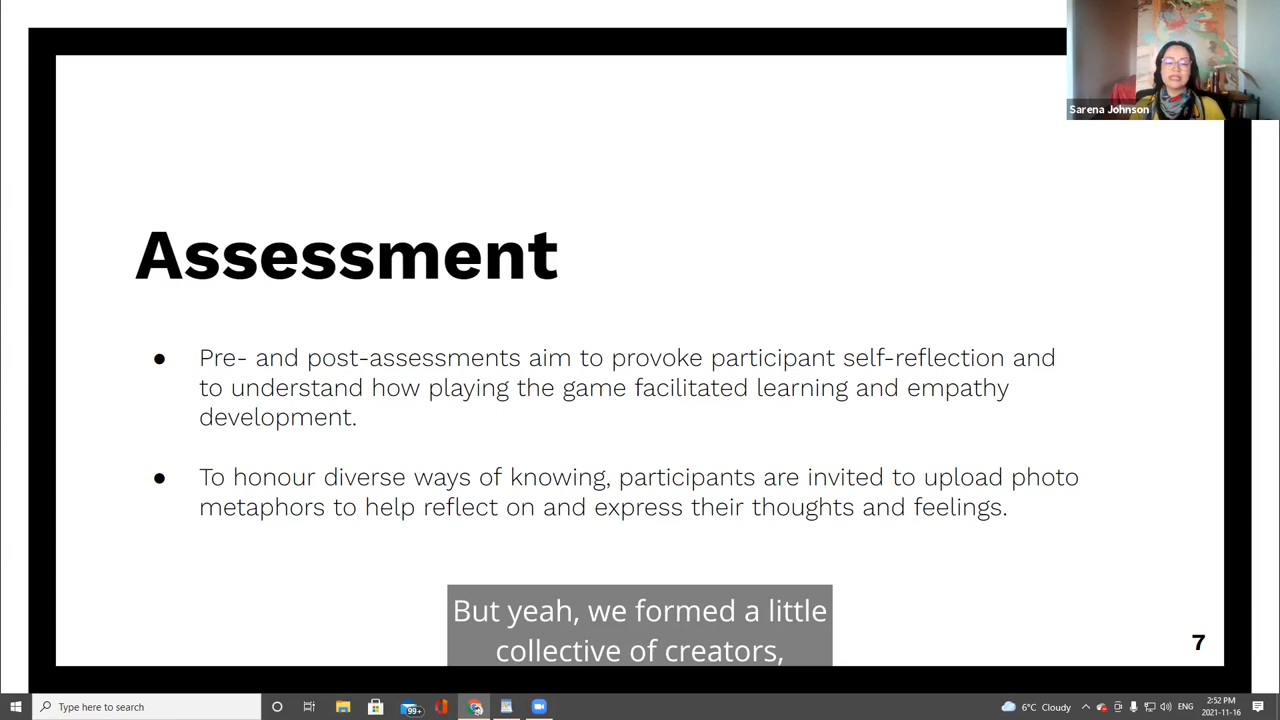 Sarena Johnson
Assessment
● Pre- and post-assessments aim to provoke participant self-reflection and
to understand how playing the game facilitated learning and empathy
development.
● To honour diverse ways of knowing, participants are invited to upload photo
metaphors to help reflect on and express their thoughts and feelings.
But yeah, we formed a little
collective of creators,
7
Type here to search
99+
6°C Cloudy
ENG
2:52 PM
2021-11-16